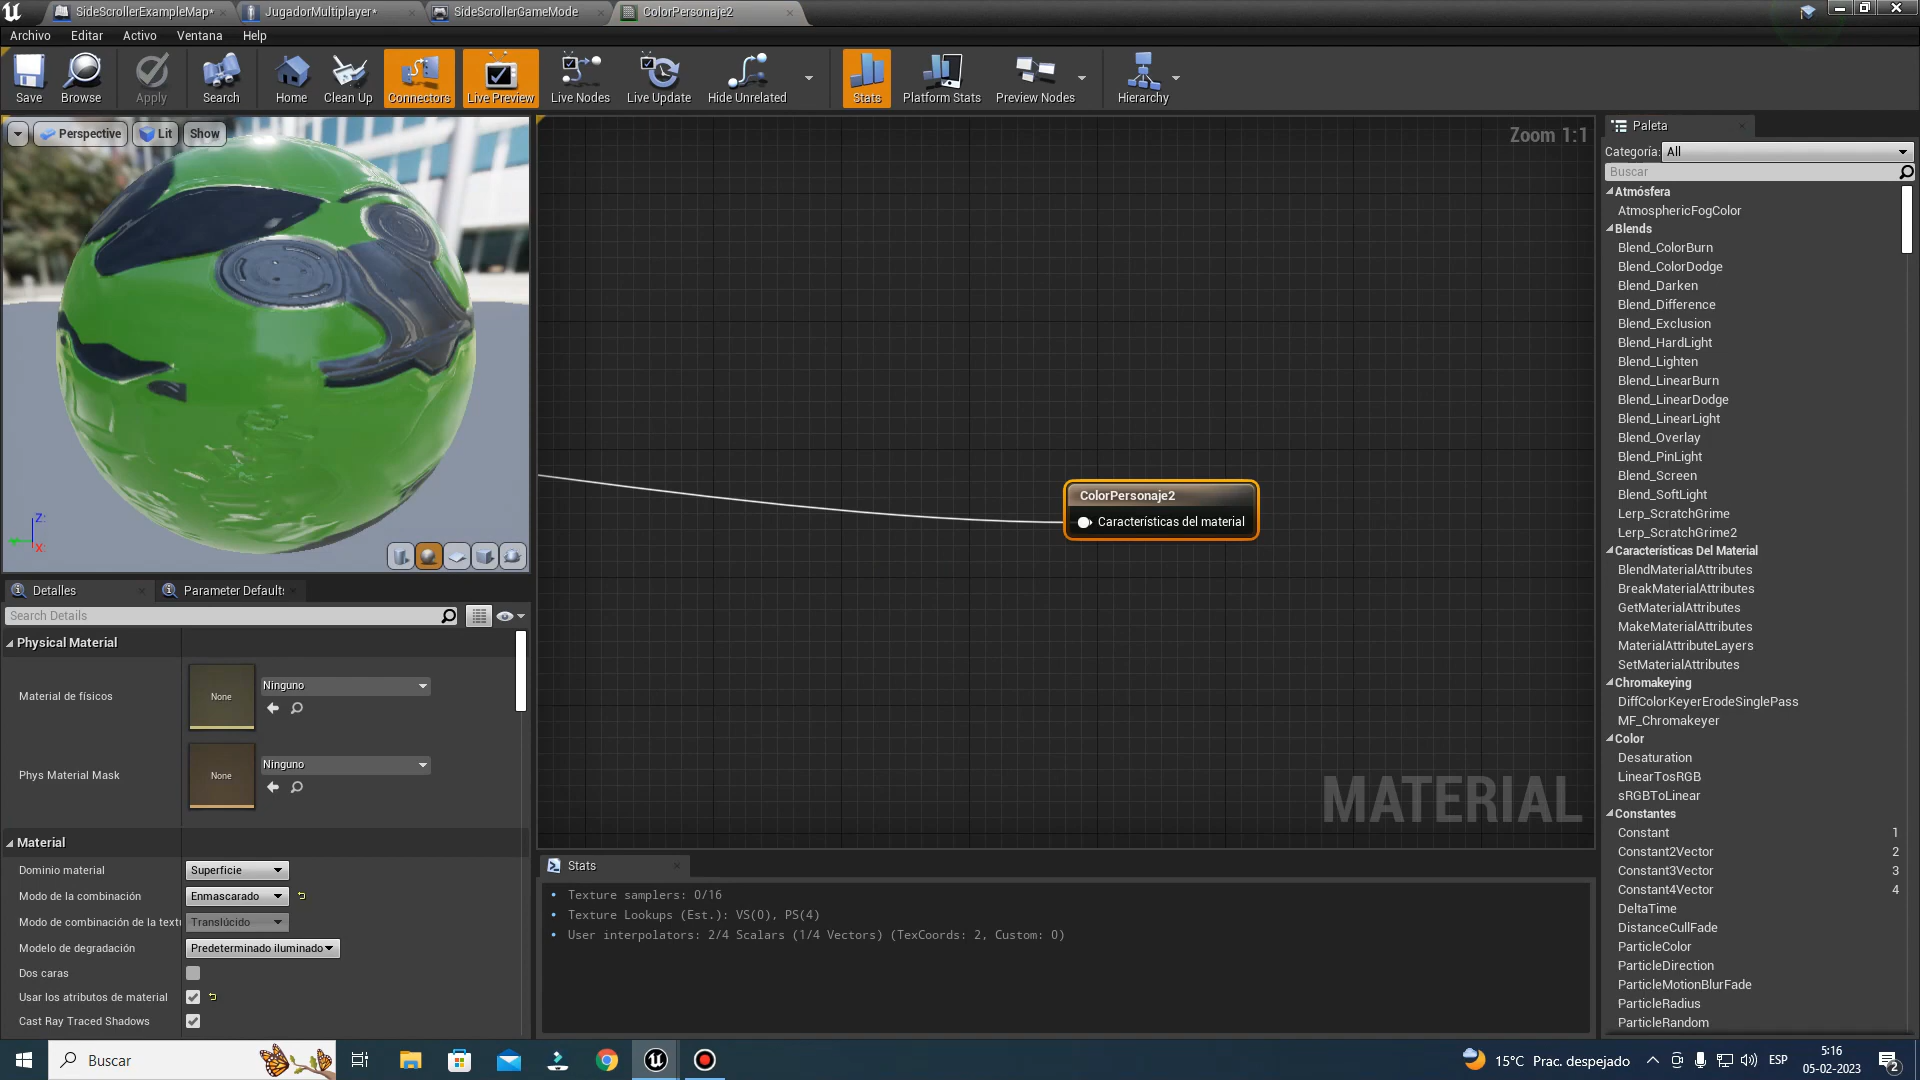 SideScrollerExampleMap*
JugadorMultiplayer*
SideScrollerGameMode
ColorPersonaje2
Archivo
Editar
Activo
Ventana
Help
Save
Browse
Apply
Search
Home
Clean Up
Connectors
Live Preview
Live Nodes
Live Update
Hide Unrelated
Stats
Platform Stats
Preview Nodes
Hierarchy
Perspective
Lit
Show
Z:
X:
Zoom 1:1
ColorPersonaje2
Características del material
MATERIAL
Detalles
Parameter Defaults
Search Details
Physical Material
Material de físicos
None
Ninguno
Phys Material Mask
None
Ninguno
Material
Dominio material
Superficie
Modo de la combinación
Enmascarado
Modo de combinación de la textu
Translúcido
Modelo de degradación
Predeterminado iluminado
Dos caras
Usar los atributos de material
Cast Ray Traced Shadows
Stats
Texture samplers: 0/16
Texture Lookups (Est.): VS(0), PS(4)
User interpolators: 2/4 Scalars (1/4 Vectors) (TexCoords: 2, Custom: 0)
Paleta
Categoría:
All
Buscar
Atmósfera
AtmosphericFogColor
Blends
Blend_ColorBurn
Blend_ColorDodge
Blend_Darken
Blend_Difference
Blend_Exclusion
Blend_HardLight
Blend_Lighten
Blend_LinearBurn
Blend_LinearDodge
Blend_LinearLight
Blend_Overlay
Blend_PinLight
Blend_Screen
Blend_SoftLight
Lerp_ScratchGrime
Lerp_ScratchGrime2
Características Del Material
BlendMaterialAttributes
BreakMaterialAttributes
GetMaterialAttributes
MakeMaterialAttributes
MaterialAttributeLayers
SetMaterialAttributes
Chromakeying
DiffColorKeyerErodeSinglePass
MF_Chromakeyer
Color
Desaturation
LinearTosRGB
sRGBToLinear
Constantes
Constant 1
Constant2Vector 2
Constant3Vector 3
Constant4Vector 4
DeltaTime
DistanceCullFade
ParticleColor
ParticleDirection
ParticleMotionBlurFade
ParticleRadius
ParticleRandom
Buscar
15°C Prac. despejado
ESP
5:16
05-02-2023
2